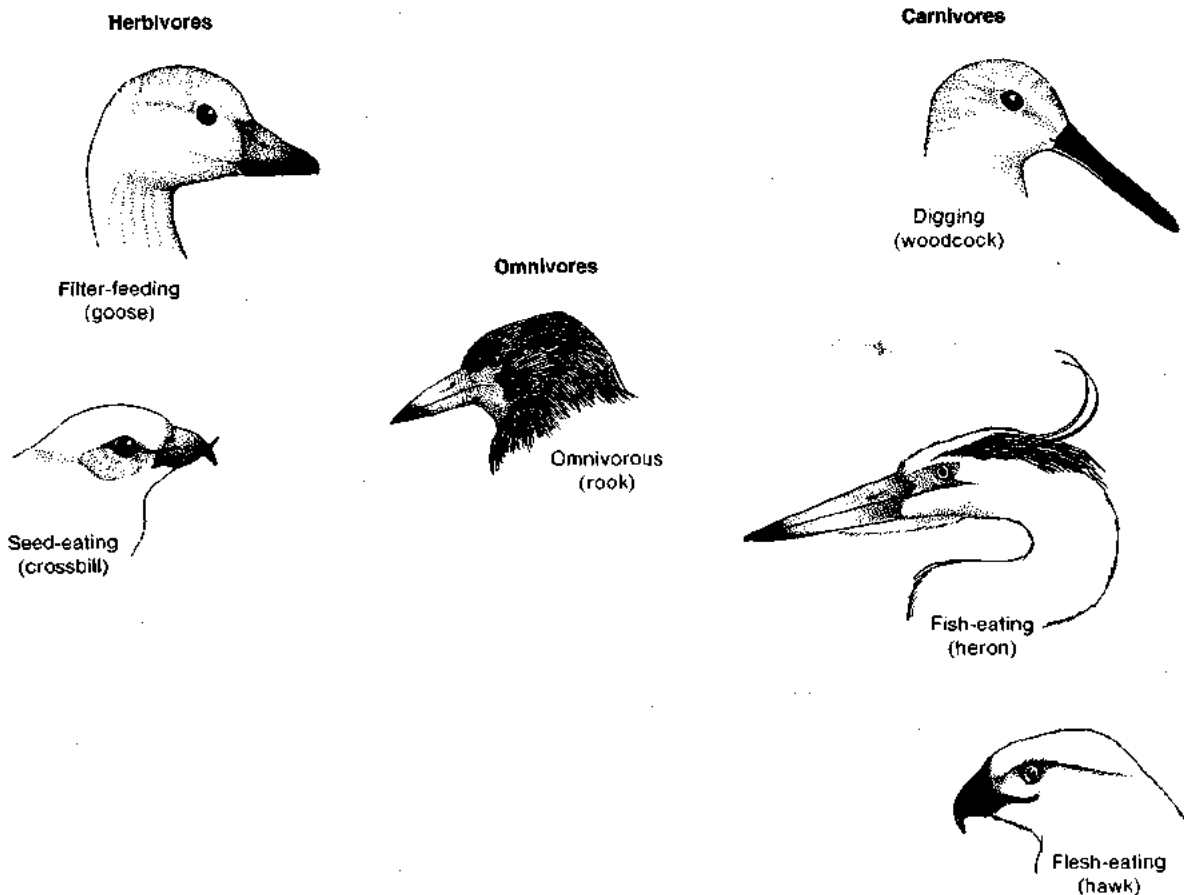 Herbivores
Carnivores
Digging
(woodcock)
Omnivores
Filter-feeding
(goose)
Omnivorous
(rook)
Seed-eating
(crossbill)
Fish-eating
(heron)
Flesh-eating
(hawk)